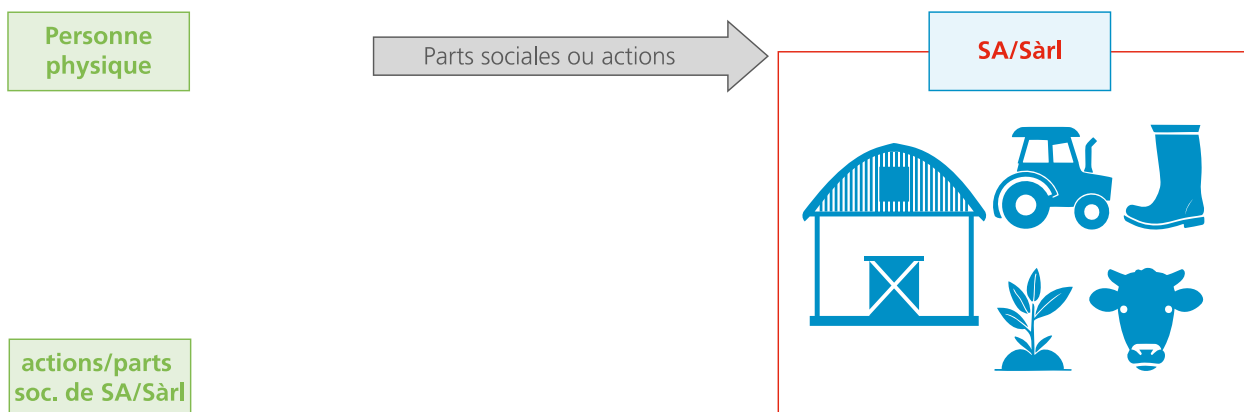 Personne
physique
Parts sociales ou actions
SA/Sàrl
actions/parts
soc. de SA/Sàrl